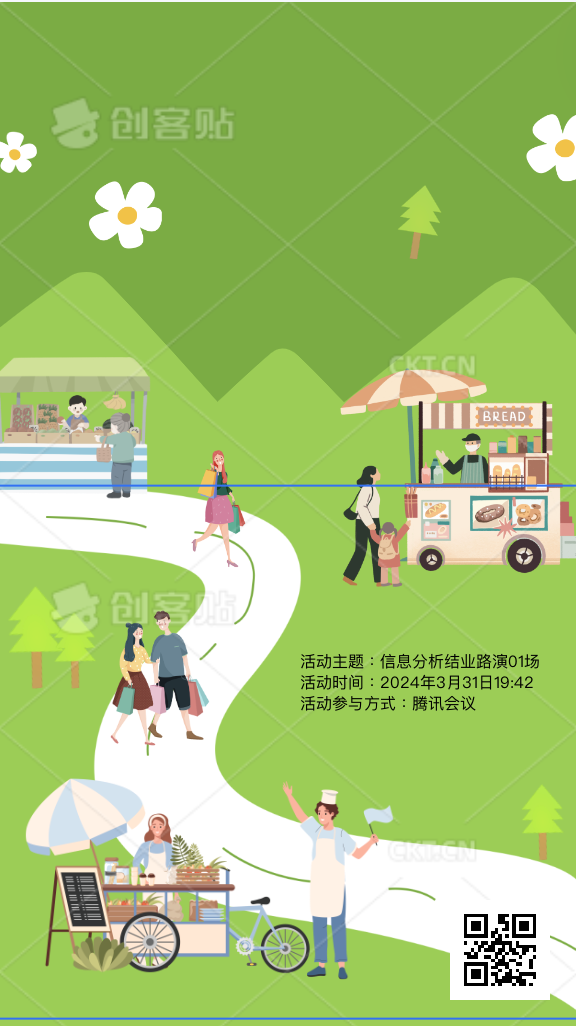 创客贴
CKT.CN
BREAD
创客贴
活动主题：信息分析结业路演01场
活动时间：2024年3月31日19:42
活动参与方式：腾讯会议
CKT.CN